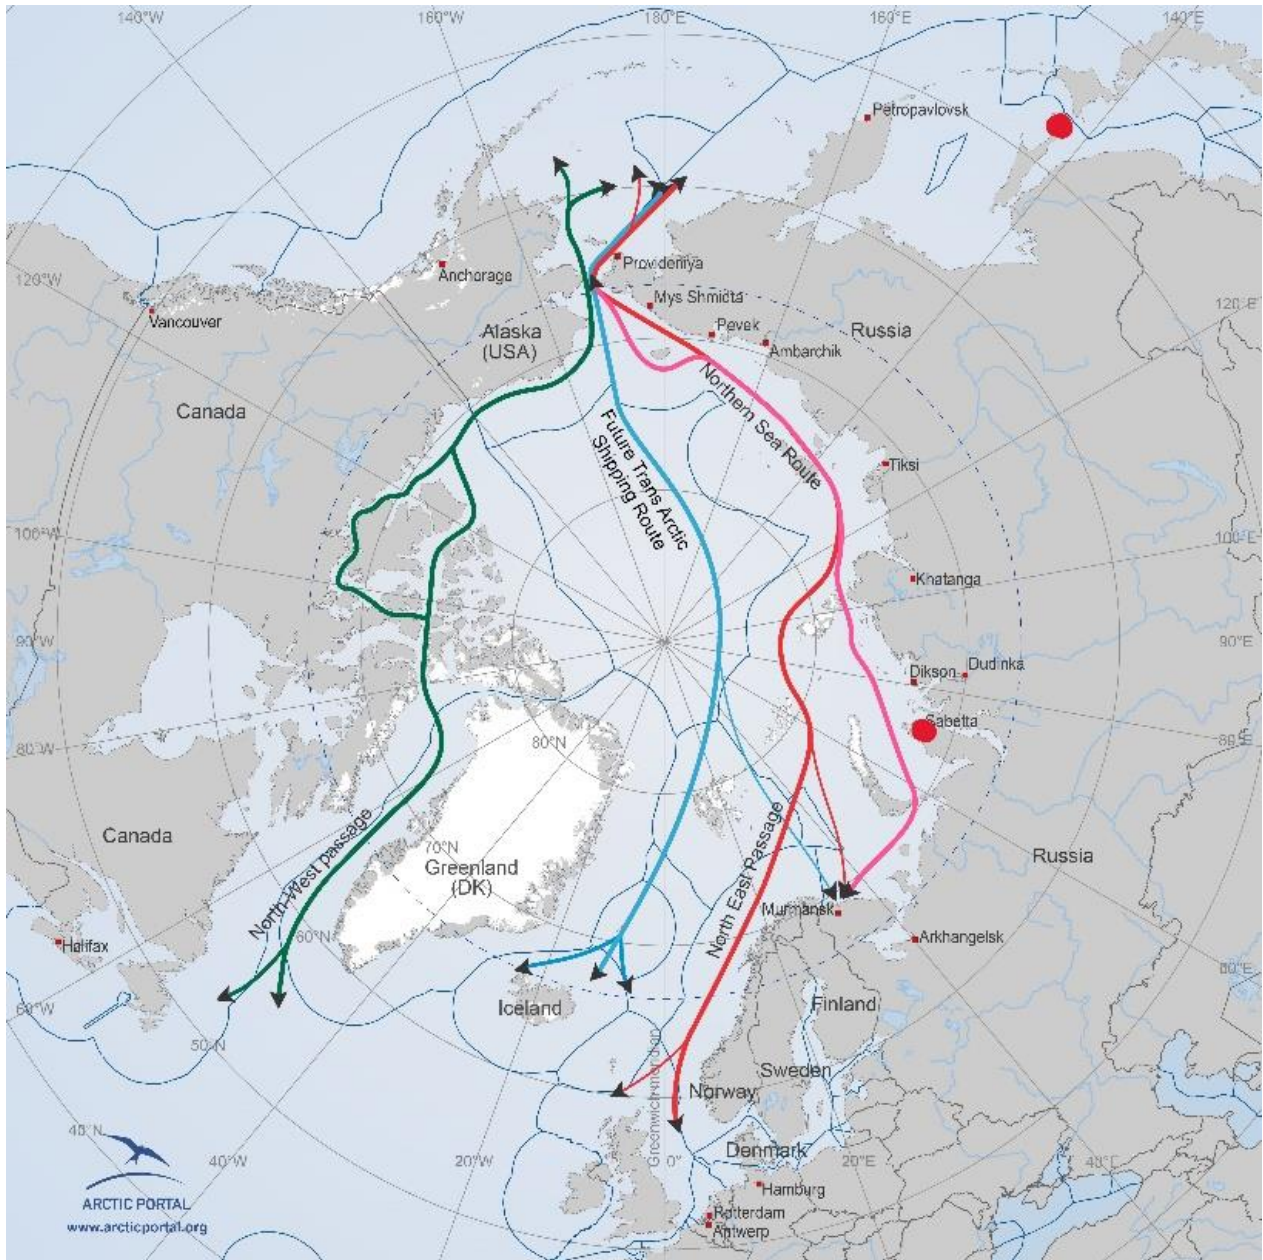 140°W
160°W
180°E
160°E
140°E
Petropavlovsk
Provideniya
Anchorage
120°W
Mys Shmidta
120°E
Vancouver
Alaska
(USA)
Pevek
Russia
Ambarchik
Canada
Northern Sea Route
Future Trans Arctic
Shipping Route
Tiksi
100°W
100°E
Khatanga
90°W
90°E
Dikson
Dudinka
Sabetta
80°W
80°N
80°E
North West passage
North East Passage
Canada
70°N
Greenland
(DK)
Russia
Murmansk
Halifax
60°N
Arkhangelsk
60°W
60°E
Iceland
Finland
50°N
Greenwich meridian
Sweden
Norway
40°N
Denmark
40°W
20°W
0°
20°E
40°E
Hamburg
ARCTIC PORTAL
Rotterdam
www.arcticportal.org
Antwerp